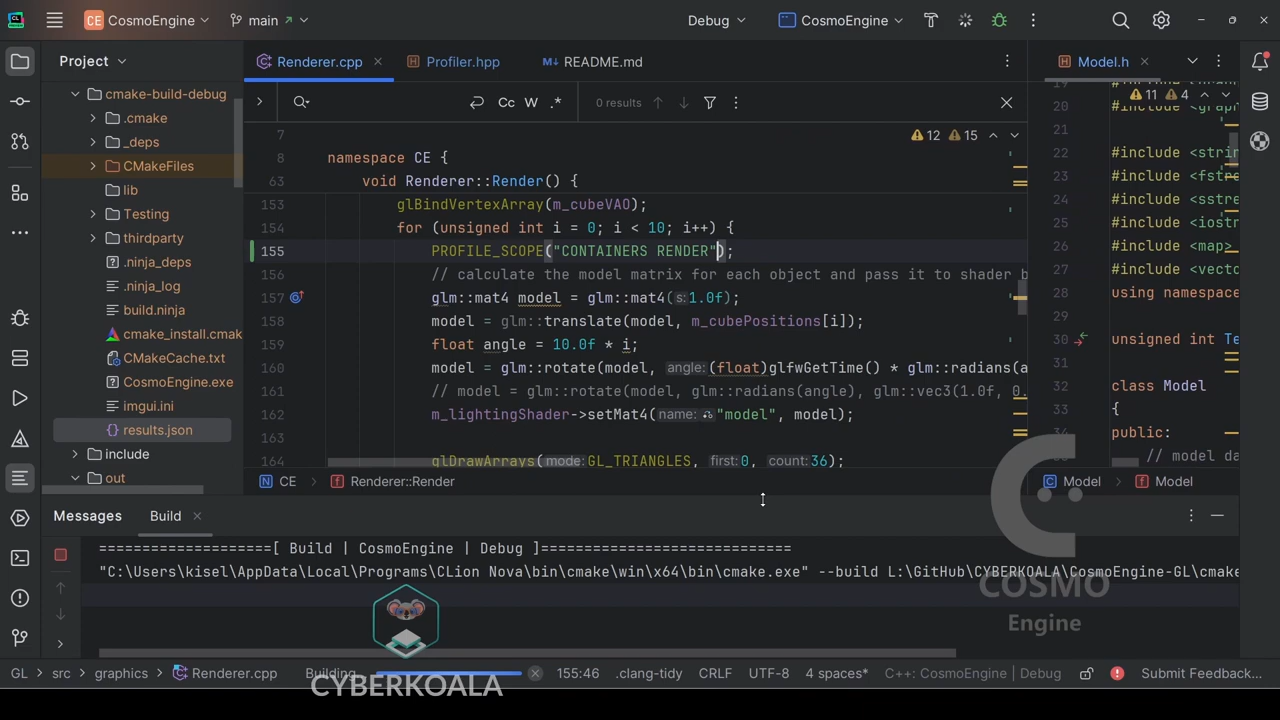 CE CosmoEngine main Debug CosmoEngine
Project
cmake-build-debug
.cmake
_deps
CMakeFiles
lib
Testing
thirdparty
.ninja_deps
.ninja_log
build.ninja
cmake_install.cmak
CMakeCache.txt
CosmoEngine.exe
imgui.ini
results.json
include
out
Renderer.cpp Profiler.hpp README.md
Cc W .* 0 results
12 15
7
8 namespace CE {
63 void Renderer::Render() {
153 glBindVertexArray(m_cubeVAO);
154 for (unsigned int i = 0; i < 10; i++) {
155 PROFILE_SCOPE("CONTAINERS RENDER");
156 // calculate the model matrix for each object and pass it to shader b
157 glm::mat4 model = glm::mat4(s:1.0f);
158 model = glm::translate(model, m_cubePositions[i]);
159 float angle = 10.0f * i;
160 model = glm::rotate(model, angle:(float)glfwGetTime() * glm::radians(a
161 // model = glm::rotate(model, glm::radians(angle), glm::vec3(1.0f, 0.
162 m_lightingShader->setMat4(name: "model", model);
163
164 glDrawArrays(mode:GL_TRIANGLES, first:0, count:36);
CE Renderer::Render
Model.h
11 4
19
20 #include <grap
21
22 #include <strin
23 #include <fstre
24 #include <sstre
25 #include <iostr
26 #include <map>
27 #include <vecto
28 using namespace
29
30 unsigned int Te
31
32 class Model
33 {
34 public:
35 // model da
Model Model
Messages Build
====================[ Build | CosmoEngine | Debug ]============================
"C:\Users\kisel\AppData\Local\Programs\CLion Nova\bin\cmake\win\x64\bin\cmake.exe" --build L:\GitHub\CYBERKOALA\CosmoEngine-GL\cmake
COSMO
Engine
GL src graphics Renderer.cpp Building... 155:46 .clang-tidy CRLF UTF-8 4 spaces* C++: CosmoEngine | Debug Submit Feedback...
CYBERKOALA